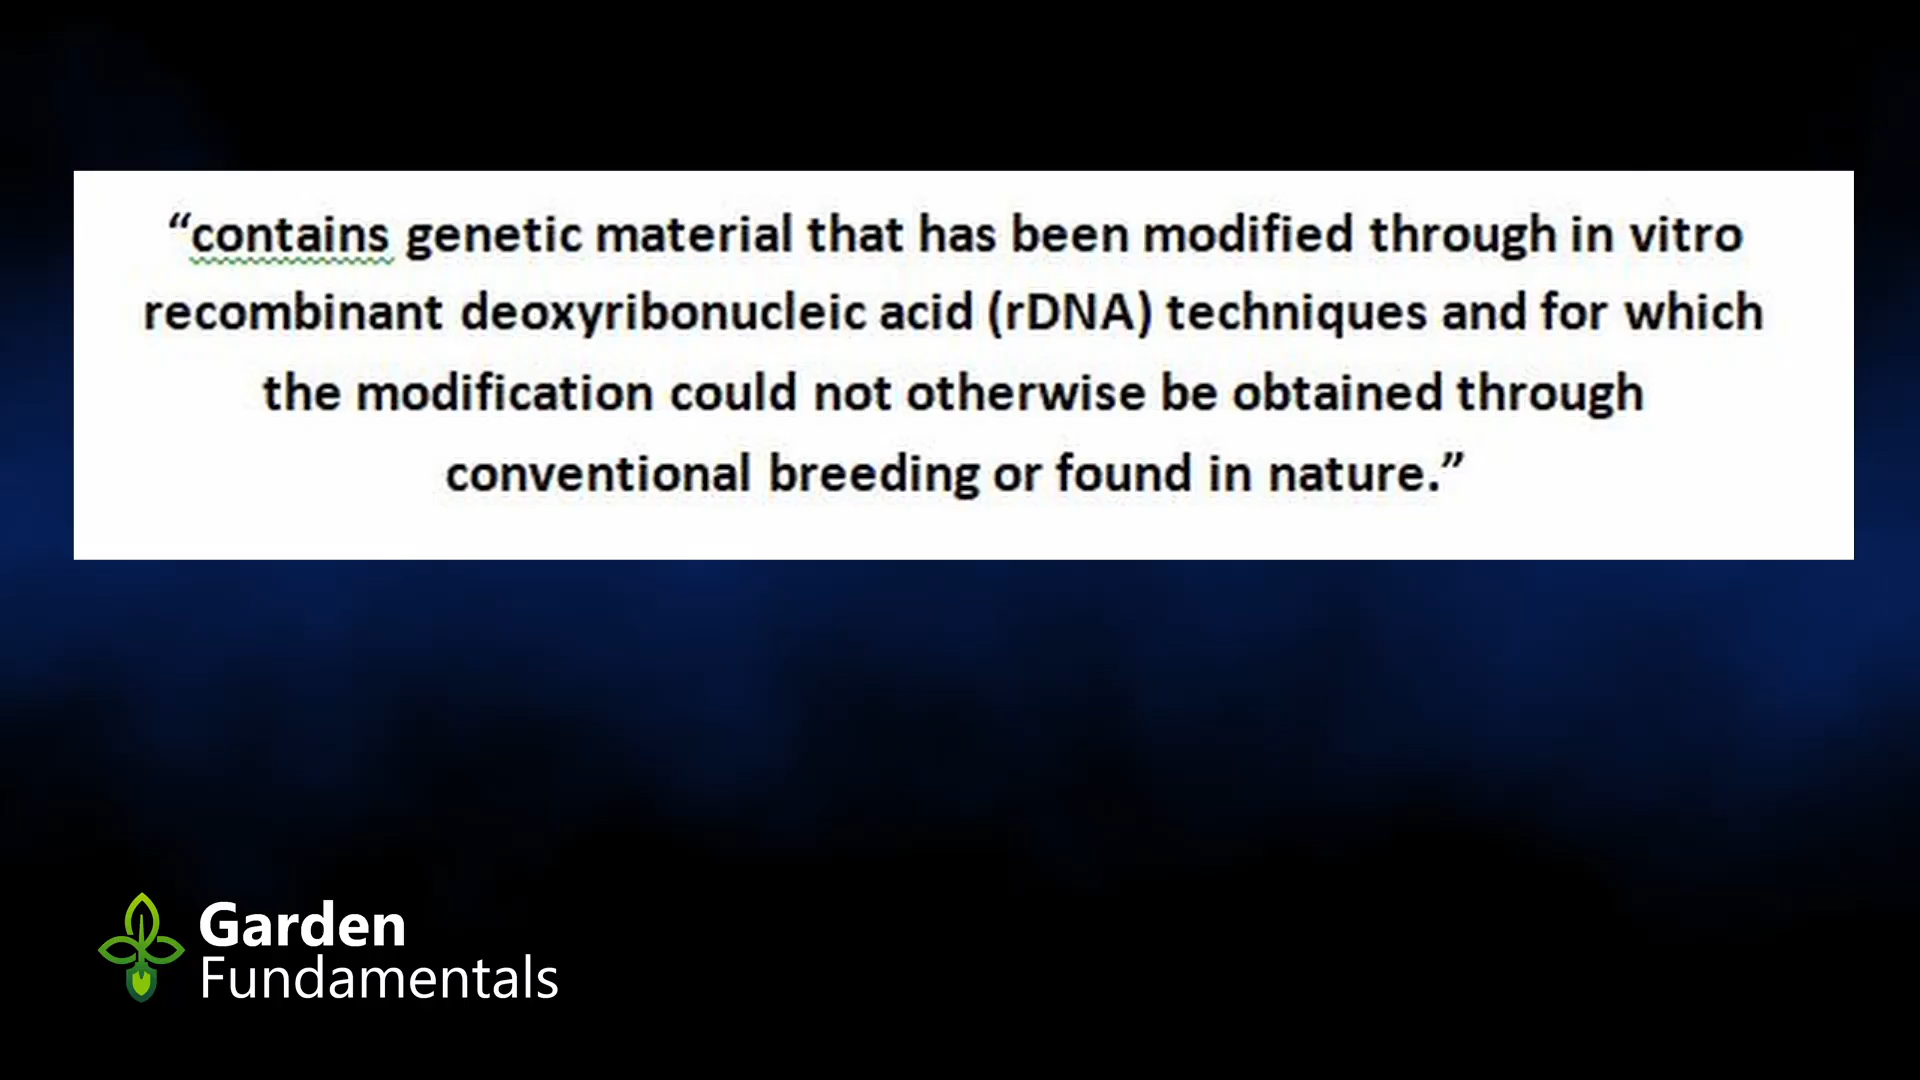 “contains genetic material that has been modified through in vitro
recombinant deoxyribonucleic acid (rDNA) techniques and for which
the modification could not otherwise be obtained through
conventional breeding or found in nature.”
Garden
Fundamentals